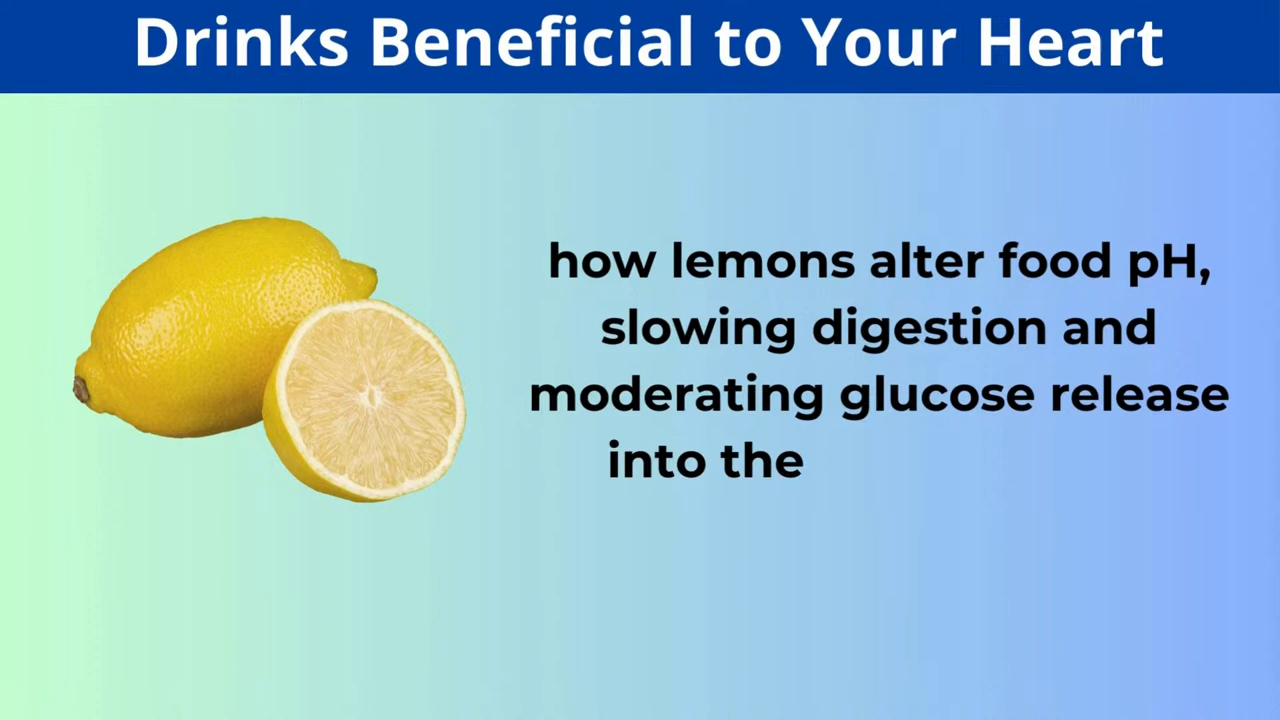 Drinks Beneficial to Your Heart
how lemons alter food pH,
slowing digestion and
moderating glucose release
into the